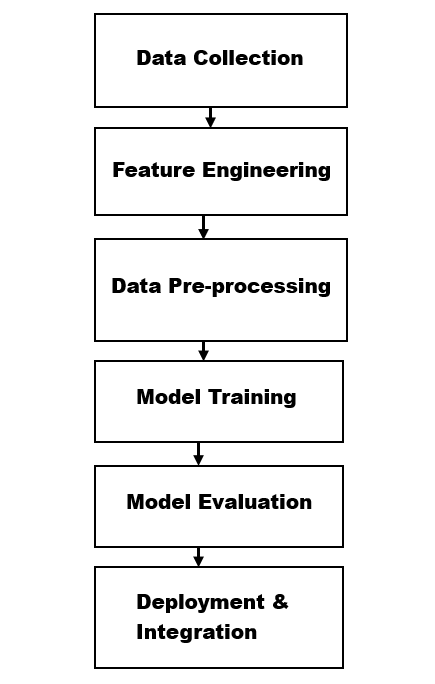 Data Collection
Feature Engineering
Data Pre-processing
Model Training
Model Evaluation
Deployment &
Integration